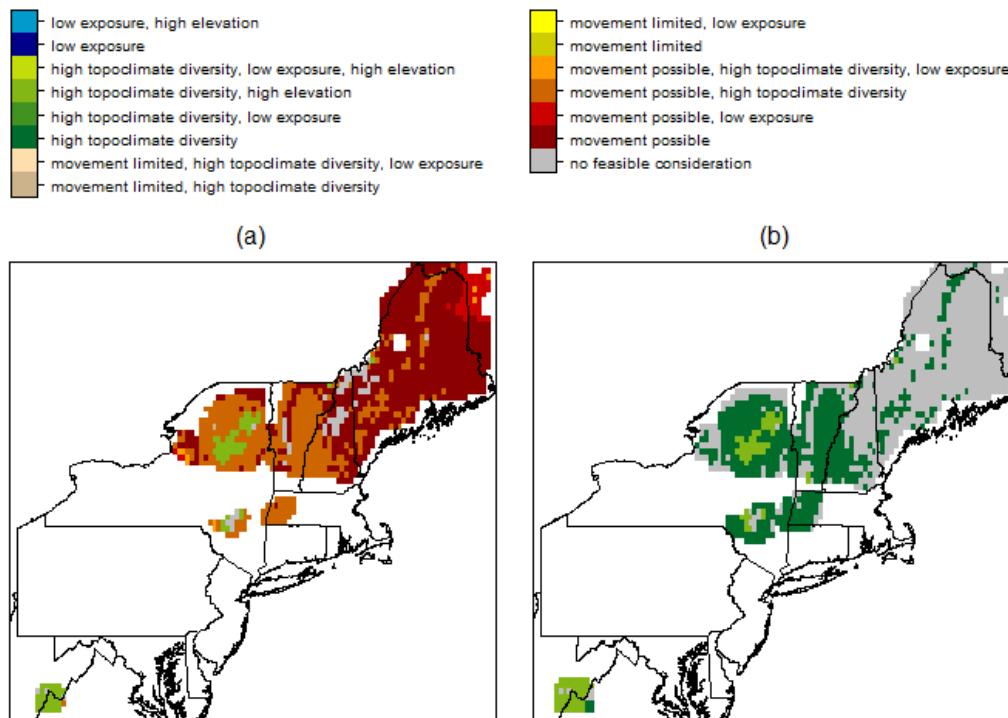 low exposure, high elevation
low exposure
high topoclimate diversity, low exposure, high elevation
high topoclimate diversity, high elevation
high topoclimate diversity, low exposure
high topoclimate diversity
movement limited, high topoclimate diversity, low exposure
movement limited, high topoclimate diversity
movement limited, low exposure
movement limited
movement possible, high topoclimate diversity, low exposure
movement possible, high topoclimate diversity
movement possible, low exposure
movement possible
no feasible consideration
(a)
(b)